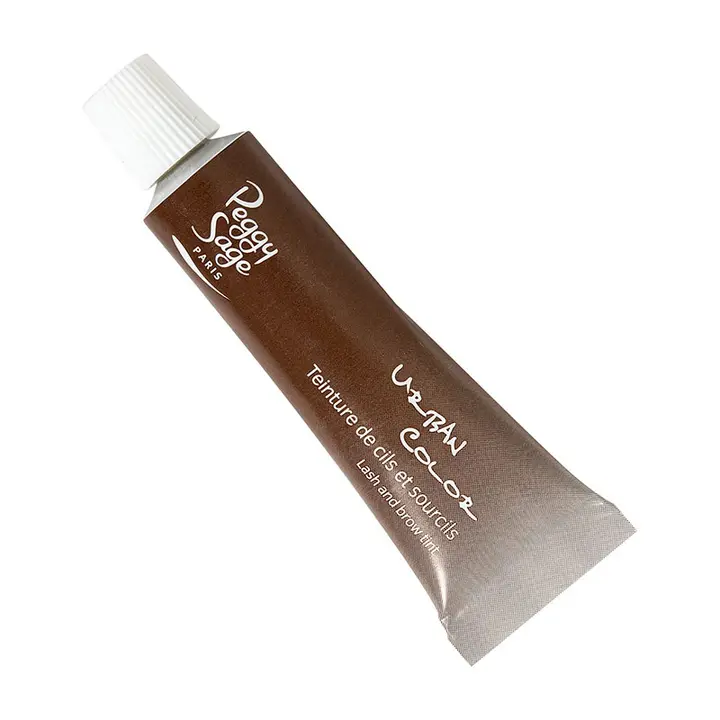 Peggy
Sage
PARIS
URBAN
COLOR
Teinture de cils et sourcils
Lash and brow tint